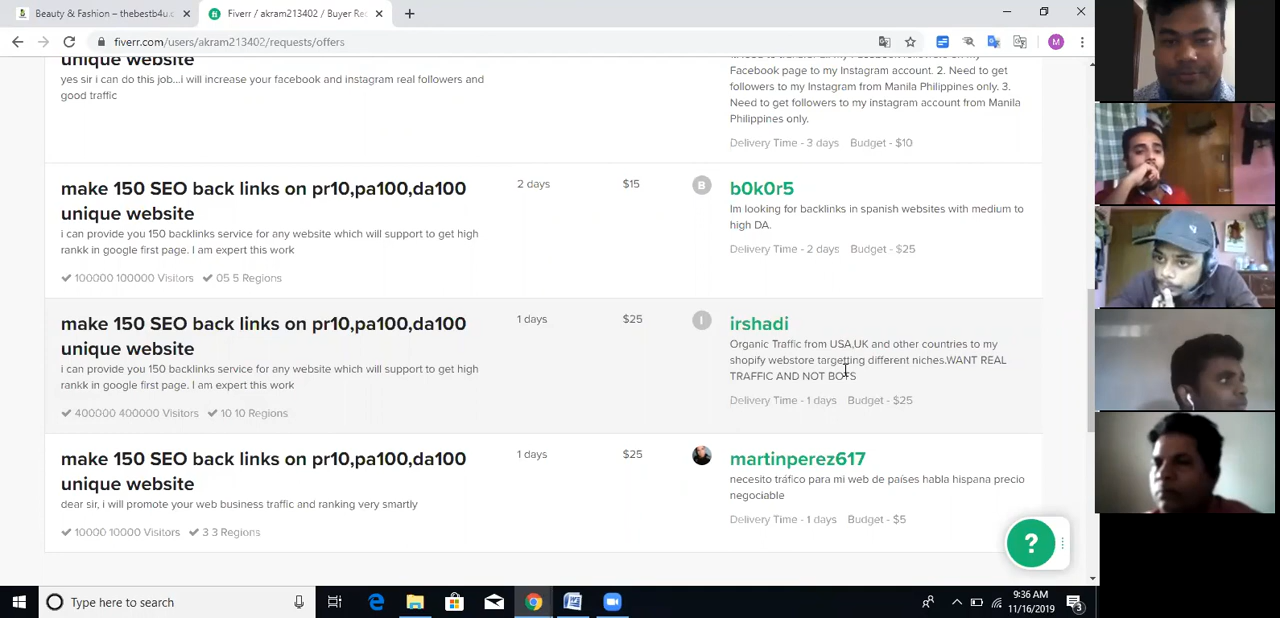 Beauty & Fashion – thebestb4u.c
Fiverr / akram213402 / Buyer Re
fiverr.com/users/akram213402/requests/offers
M
unique website
yes sir i can do this job...i will increase your facebook and instagram real followers and
good traffic
Facebook page to my Instagram account. 2. Need to get
followers to my Instagram from Manila Philippines only. 3.
Need to get followers to my instagram account from Manila
Philippines only.
Delivery Time - 3 days Budget - $10
make 150 SEO back links on pr10,pa100,da100
unique website
i can provide you 150 backlinks service for any website which will support to get high
rankk in google first page. I am expert this work
100000 100000 Visitors 05 5 Regions
2 days
$15
B
b0k0r5
Im looking for backlinks in spanish websites with medium to
high DA.
Delivery Time - 2 days Budget - $25
make 150 SEO back links on pr10,pa100,da100
unique website
i can provide you 150 backlinks service for any website which will support to get high
rankk in google first page. I am expert this work
400000 400000 Visitors 10 10 Regions
1 days
$25
I
irshadi
Organic Traffic from USA,UK and other countries to my
shopify webstore targetting different niches.WANT REAL
TRAFFIC AND NOT BOTS
Delivery Time - 1 days Budget - $25
make 150 SEO back links on pr10,pa100,da100
unique website
dear sir, i will promote your web business traffic and ranking very smartly
10000 10000 Visitors 3 3 Regions
1 days
$25
martinperez617
necesito tráfico para mi web de países habla hispana precio
negociable
Delivery Time - 1 days Budget - $5
?
Type here to search
9:36 AM
11/16/2019
3